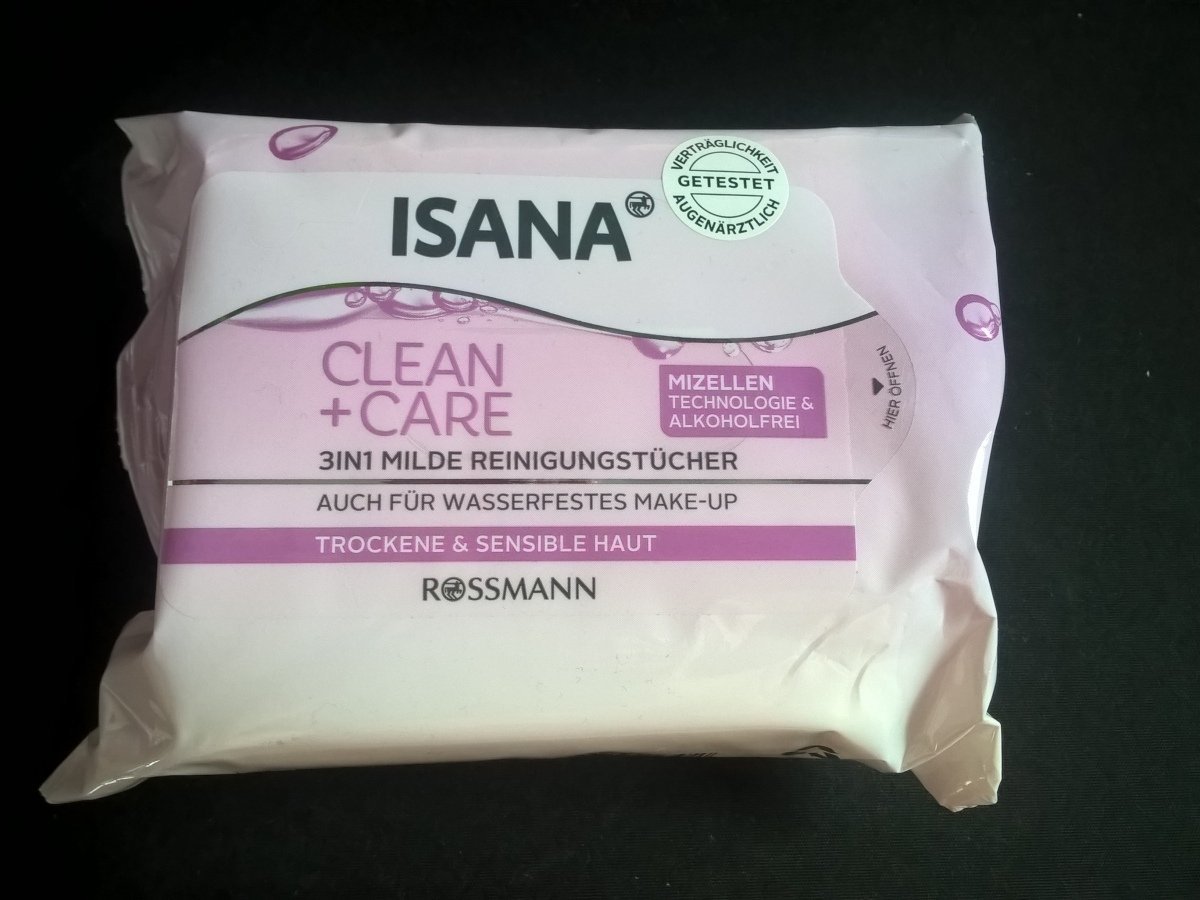 ISANA
VERTRÄGLICHKEIT
GETESTET
AUGENÄRZTLICH
CLEAN
+CARE
MIZELLEN
TECHNOLOGIE &
ALKOHOLFREI
HIER ÖFFNEN
3IN1 MILDE REINIGUNGSTÜCHER
AUCH FÜR WASSERFESTES MAKE-UP
TROCKENE & SENSIBLE HAUT
ROSSMANN